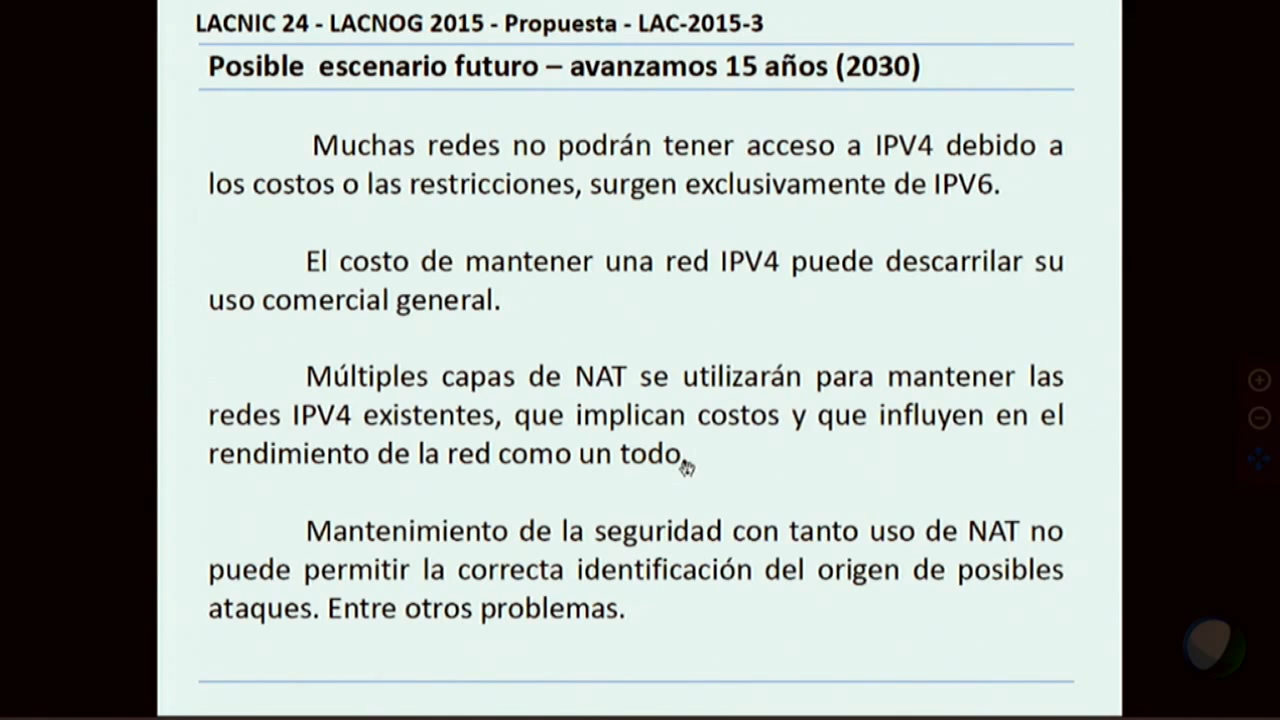 LACNIC 24 - LACNOG 2015 - Propuesta - LAC-2015-3
Posible escenario futuro – avanzamos 15 años (2030)
Muchas redes no podrán tener acceso a IPV4 debido a
los costos o las restricciones, surgen exclusivamente de IPV6.
El costo de mantener una red IPV4 puede descarrilar su
uso comercial general.
Múltiples capas de NAT se utilizarán para mantener las
redes IPV4 existentes, que implican costos y que influyen en el
rendimiento de la red como un todo.
Mantenimiento de la seguridad con tanto uso de NAT no
puede permitir la correcta identificación del origen de posibles
ataques. Entre otros problemas.